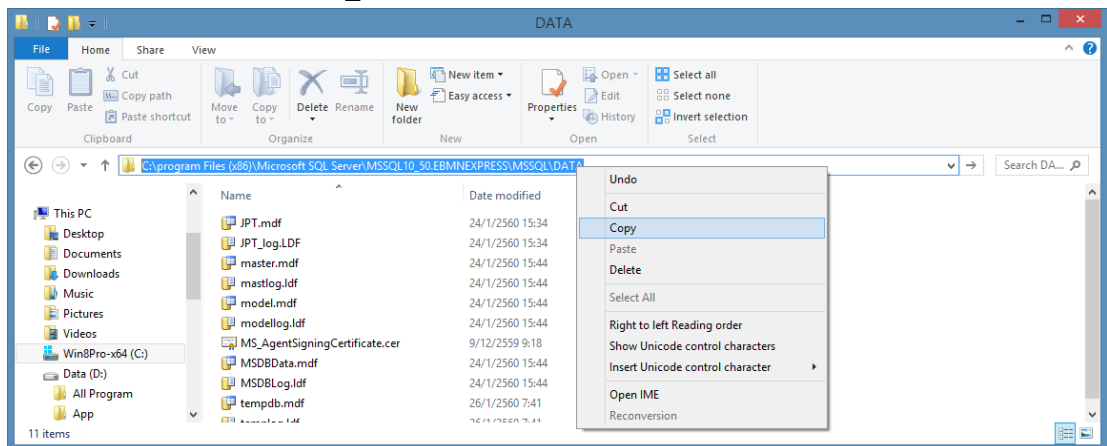 DATA
File Home Share View
Copy Paste Cut Copy path Paste shortcut
Move to Copy to Delete Rename
New folder New item Easy access
Properties Open Edit History
Select all Select none Invert selection
Clipboard Organize New Open Select
C:\program Files (x86)\Microsoft SQL Server\MSSQL10_50.EBMNEXPRESS\MSSQL\DATA
Search DA...
Name Date modified
This PC
Desktop
Documents
Downloads
Music
Pictures
Videos
Win8Pro-x64 (C:)
Data (D:)
All Program
App
JPT.mdf 24/1/2560 15:34
JPT_log.LDF 24/1/2560 15:34
master.mdf 24/1/2560 15:44
mastlog.ldf 24/1/2560 15:44
model.mdf 24/1/2560 15:44
modellog.ldf 24/1/2560 15:44
MS_AgentSigningCertificate.cer 9/12/2559 9:18
MSDBData.mdf 24/1/2560 15:44
MSDBLog.ldf 24/1/2560 15:44
tempdb.mdf 26/1/2560 7:41
Undo
Cut
Copy
Paste
Delete
Select All
Right to left Reading order
Show Unicode control characters
Insert Unicode control character
Open IME
Reconversion
11 items